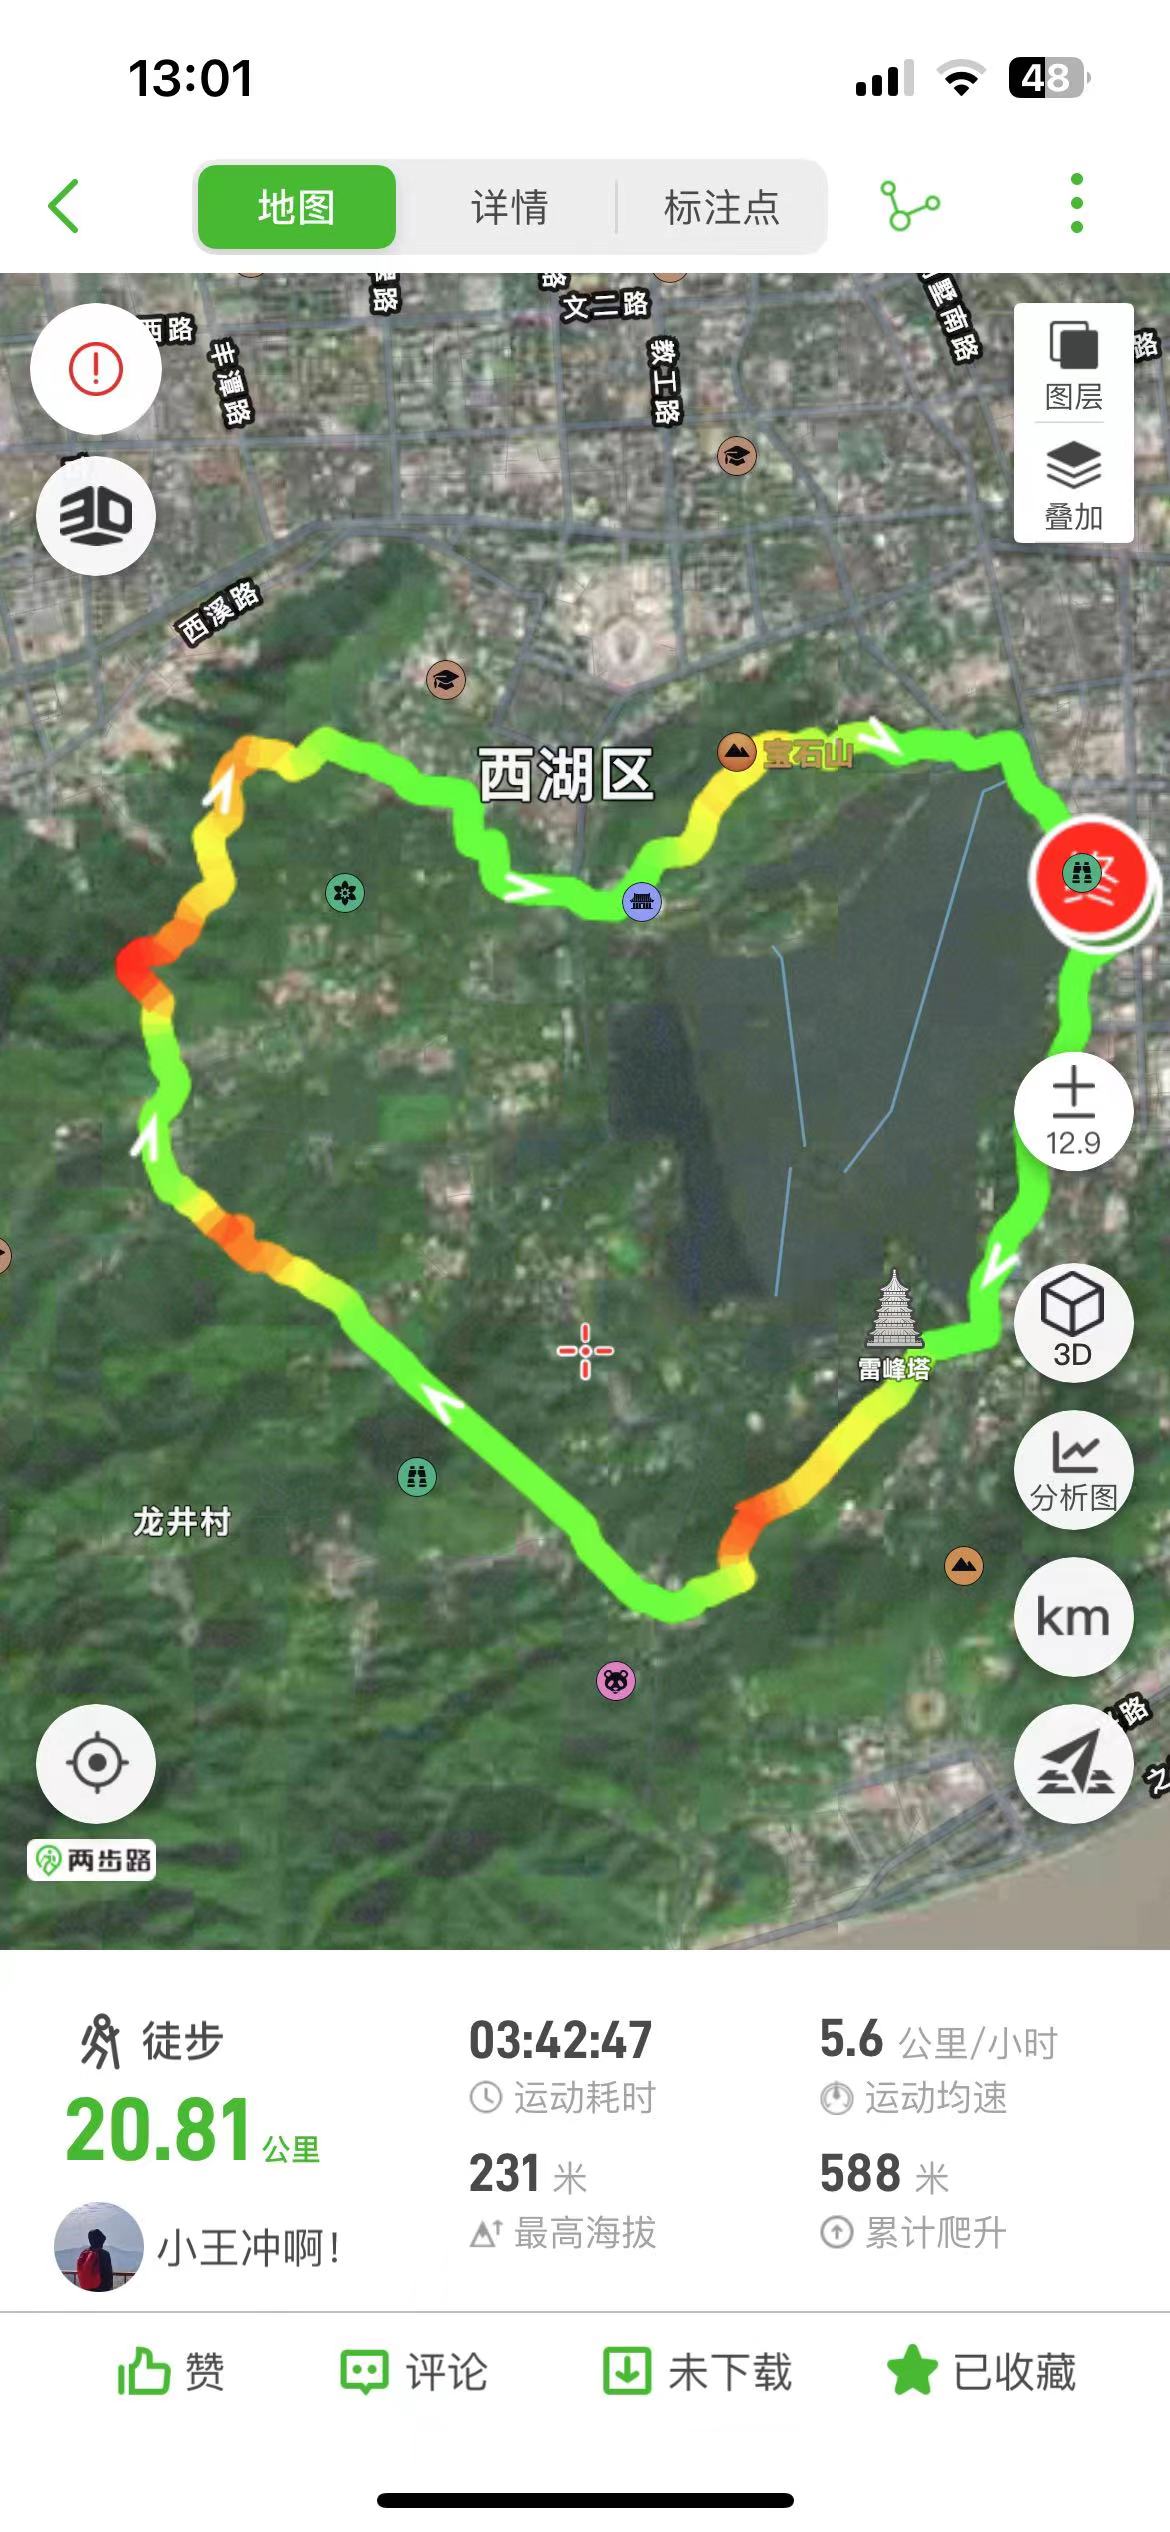 13:01
48
地图
详情
标注点
西路
丰潭路
路
文二路
教工路
墅南路
路
图层
叠加
3D
西溪路
西湖区
宝石山
终
12.9
雷峰塔
3D
分析图
龙井村
km
路
之
两步路
徒步
03:42:47
5.6 公里/小时
运动耗时
运动均速
20.81 公里
231 米
588 米
最高海拔
累计爬升
小王冲啊!
赞
评论
未下载
已收藏